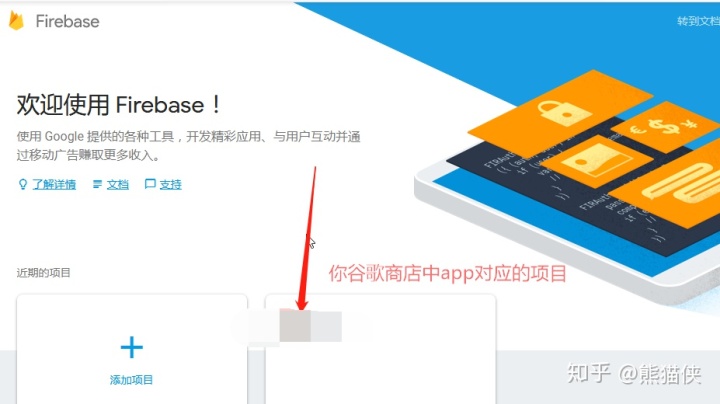 Firebase
转到文档
欢迎使用 Firebase！
使用 Google 提供的各种工具，开发精彩应用、与用户互动并通
过移动广告赚取更多收入。
了解详情 文档 支持
近期的项目
你谷歌商店中app对应的项目
添加项目
知乎 @熊猫侠